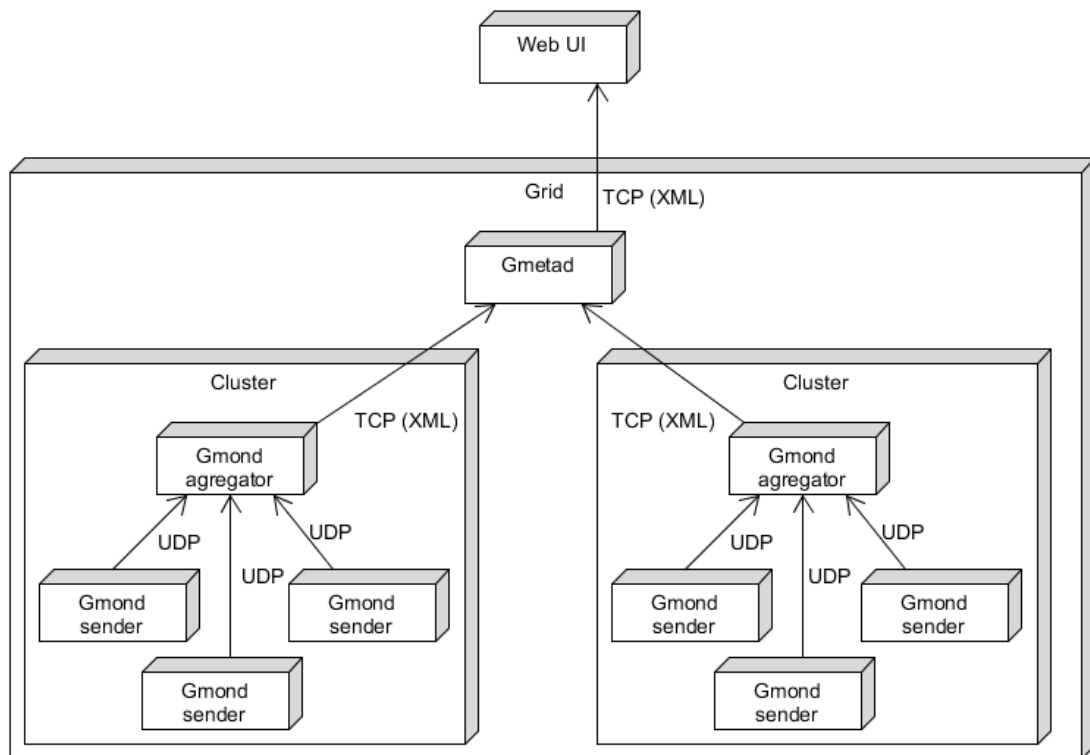 Web UI
Grid
TCP (XML)
Gmetad
Cluster
TCP (XML)
Gmond
agregator
UDP
UDP
UDP
Gmond
sender
Gmond
sender
Gmond
sender
Cluster
TCP (XML)
Gmond
agregator
UDP
UDP
UDP
Gmond
sender
Gmond
sender
Gmond
sender